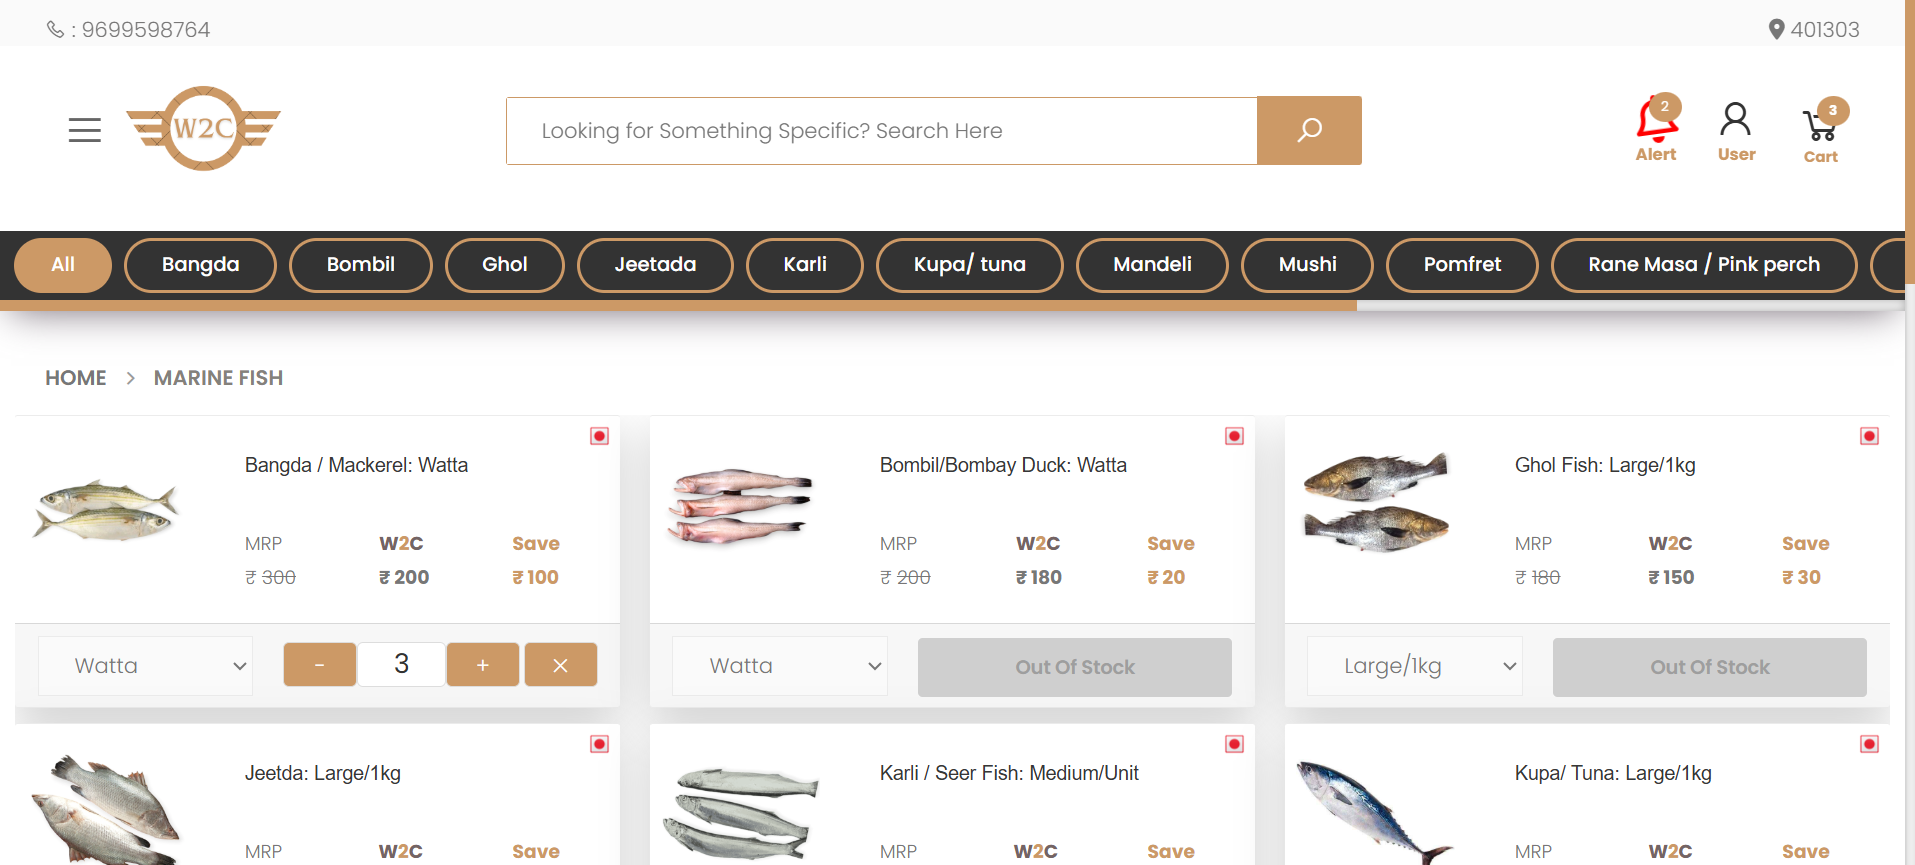 : 9699598764
401303
W2C
Looking for Something Specific? Search Here
2
Alert
User
3
Cart
All
Bangda
Bombil
Ghol
Jeetada
Karli
Kupa/ tuna
Mandeli
Mushi
Pomfret
Rane Masa / Pink perch
HOME > MARINE FISH
Bangda / Mackerel: Watta
MRP W2C Save
₹ 300 ₹ 200 ₹ 100
Watta - 3 + ×
Bombil/Bombay Duck: Watta
MRP W2C Save
₹ 200 ₹ 180 ₹ 20
Watta Out Of Stock
Ghol Fish: Large/1kg
MRP W2C Save
₹ 180 ₹ 150 ₹ 30
Large/1kg Out Of Stock
Jeetda: Large/1kg
MRP W2C Save
Karli / Seer Fish: Medium/Unit
MRP W2C Save
Kupa/ Tuna: Large/1kg
MRP W2C Save